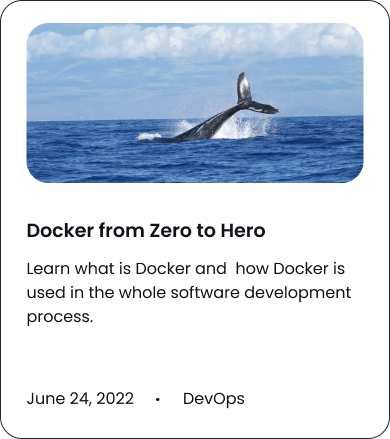 Docker from Zero to Hero
Learn what is Docker and  how Docker is
used in the whole software development
process.
June 24, 2022 • DevOps